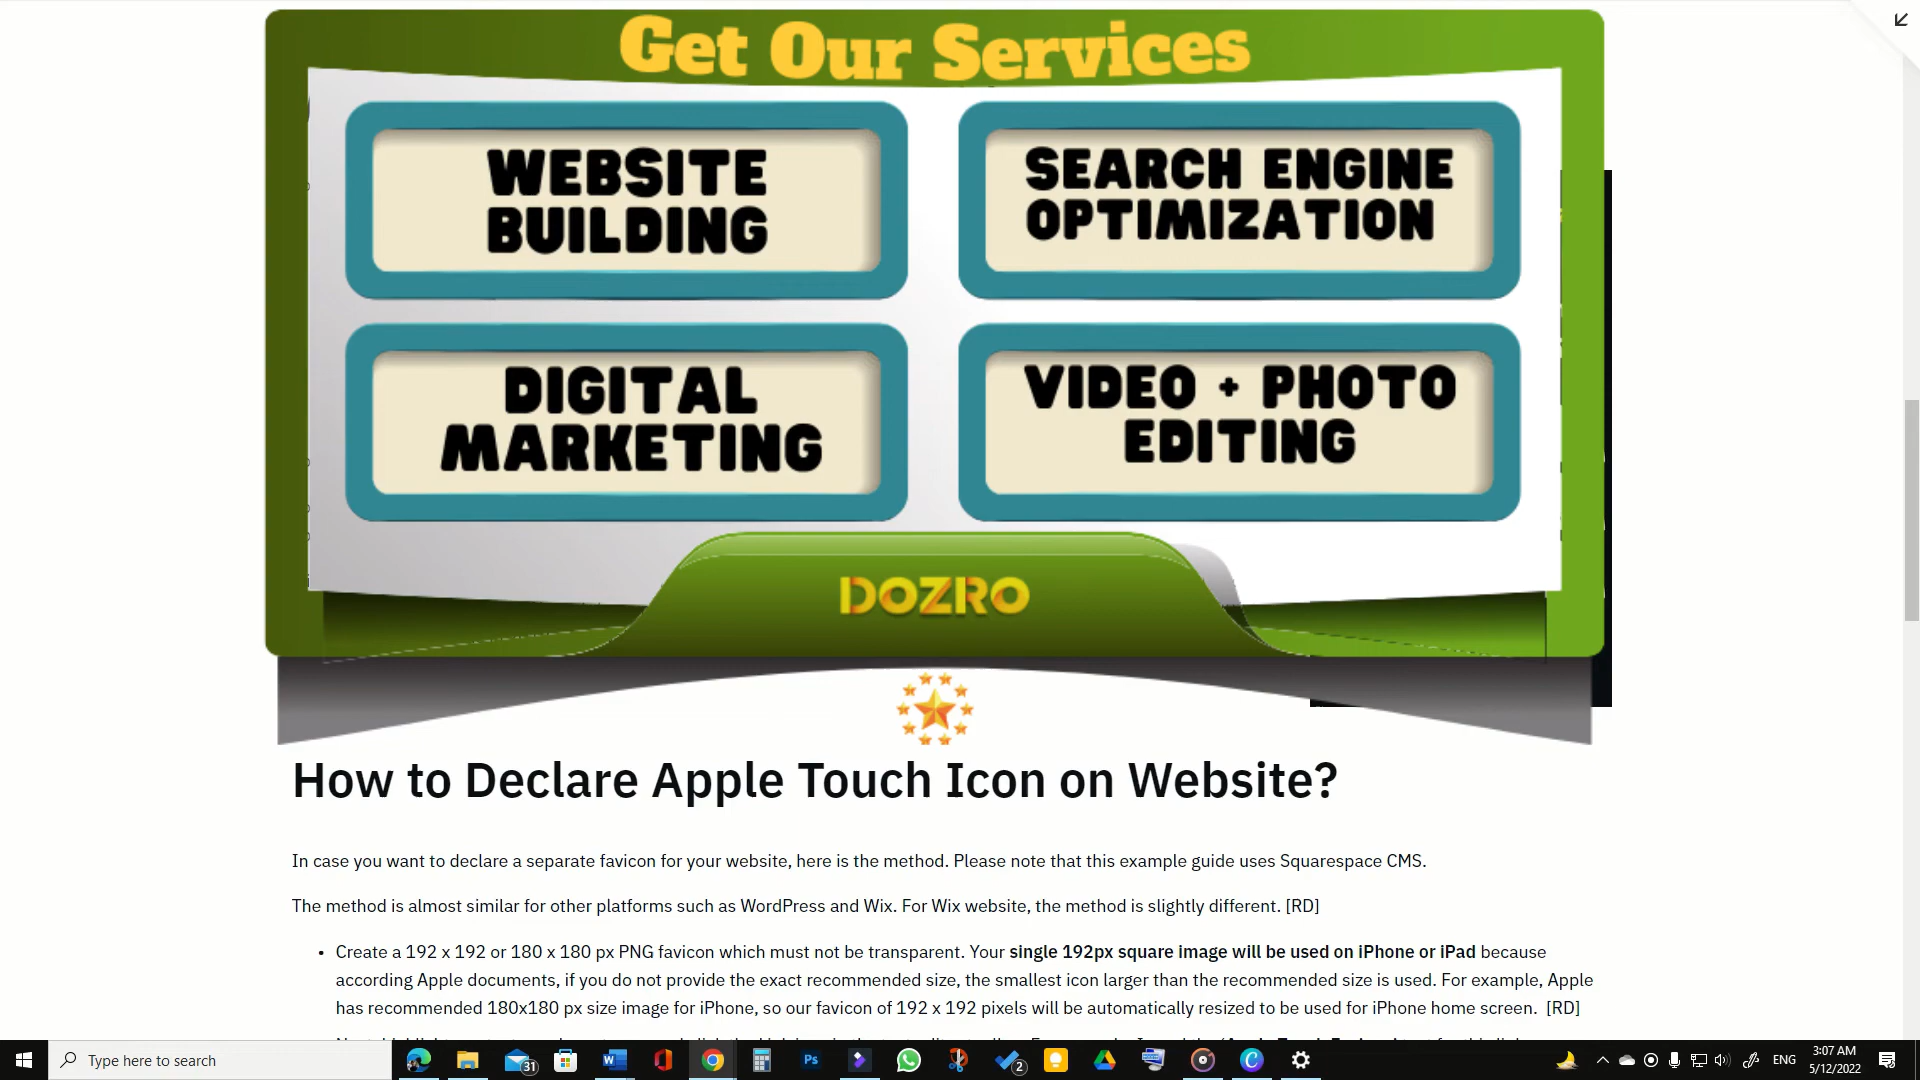 Get Our Services
WEBSITE
BUILDING
SEARCH ENGINE
OPTIMIZATION
DIGITAL
MARKETING
VIDEO + PHOTO
EDITING
DOZRO
How to Declare Apple Touch Icon on Website?
In case you want to declare a separate favicon for your website, here is the method. Please note that this example guide uses Squarespace CMS.
The method is almost similar for other platforms such as WordPress and Wix. For Wix website, the method is slightly different. [RD]
• Create a 192 x 192 or 180 x 180 px PNG favicon which must not be transparent. Your single 192px square image will be used on iPhone or iPad because
according Apple documents, if you do not provide the exact recommended size, the smallest icon larger than the recommended size is used. For example, Apple
has recommended 180x180 px size image for iPhone, so our favicon of 192 x 192 pixels will be automatically resized to be used for iPhone home screen. [RD]
Type here to search
31
W
Ps
2
C
ENG
3:07 AM
5/12/2022